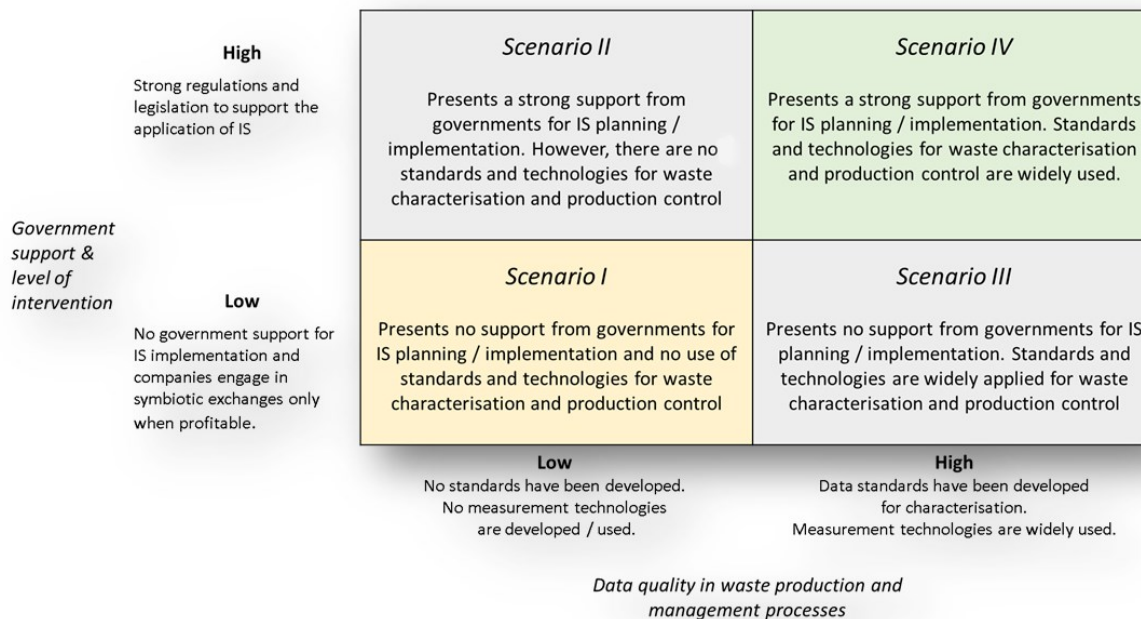 High
Strong regulations and
legislation to support the
application of IS
Scenario II
Presents a strong support from
governments for IS planning /
implementation. However, there are no
standards and technologies for waste
characterisation and production control
Scenario IV
Presents a strong support from governments
for IS planning / implementation. Standards
and technologies for waste characterisation
and production control are widely used.
Government
support &
level of
intervention
Low
No government support for
IS implementation and
companies engage in
symbiotic exchanges only
when profitable.
Scenario I
Presents no support from governments for
IS planning / implementation and no use of
standards and technologies for waste
characterisation and production control
Scenario III
Presents no support from governments for IS
planning / implementation. Standards and
technologies are widely applied for waste
characterisation and production control
Low
No standards have been developed.
No measurement technologies
are developed / used.
High
Data standards have been developed
for characterisation.
Measurement technologies are widely used.
Data quality in waste production and
management processes